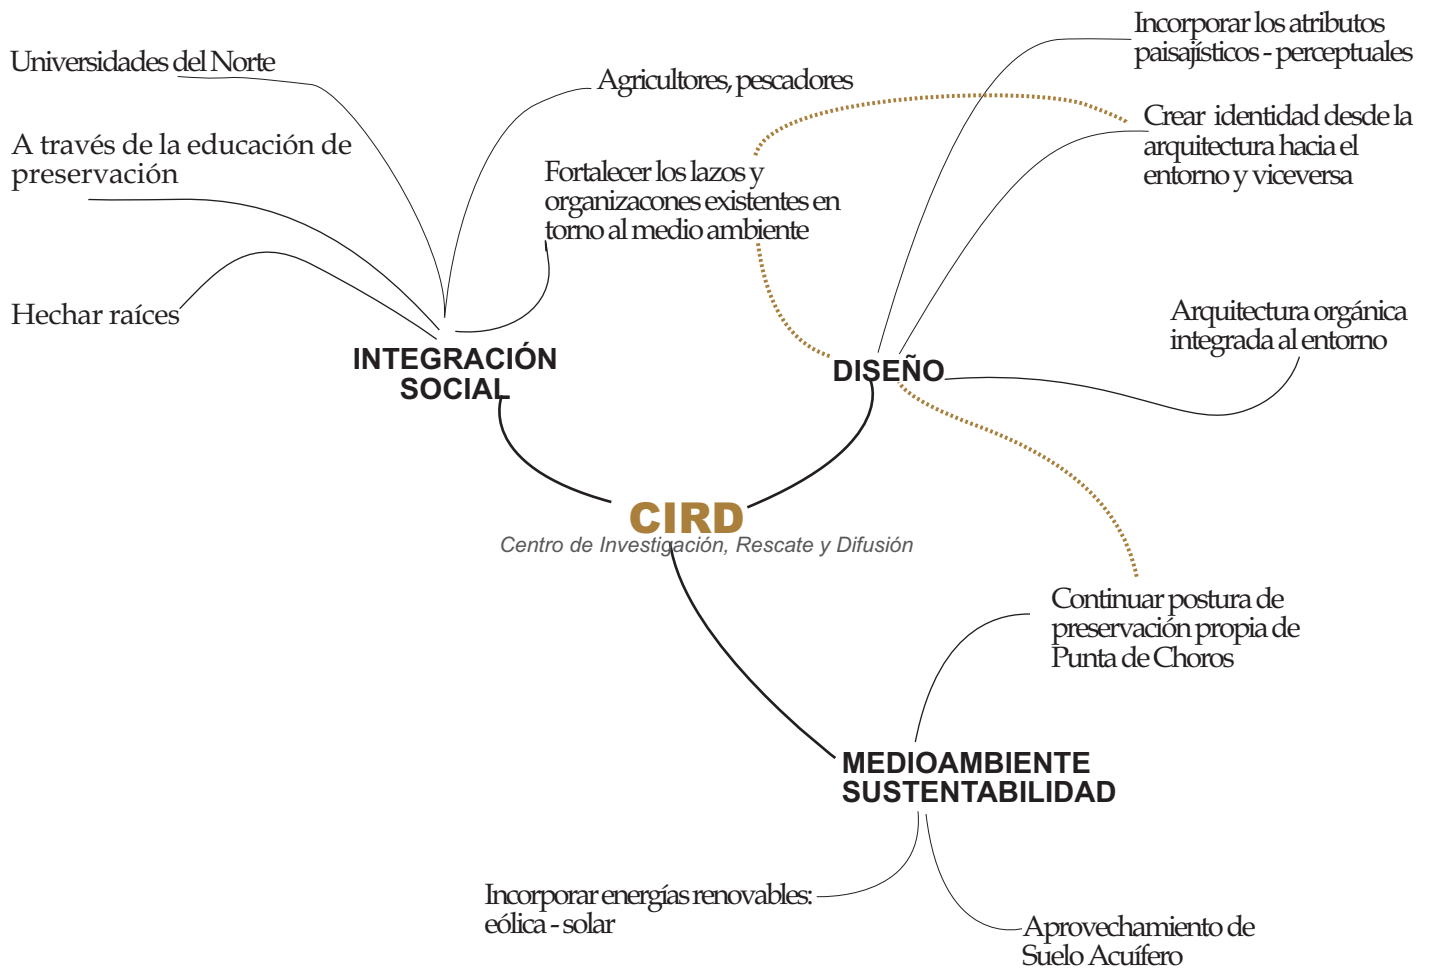 Incorporar los atributos
paisajísticos - perceptuales
Universidades del Norte
Agricultores, pescadores
Crear identidad desde la
arquitectura hacia el
entorno y viceversa
A través de la educación de
preservación
Fortalecer los lazos y
organizacones existentes en
torno al medio ambiente
Hechar raíces
Arquitectura orgánica
integrada al entorno
INTEGRACIÓN
SOCIAL
DISEÑO
CIRD
Centro de Investigación, Rescate y Difusión
Continuar postura de
preservación propia de
Punta de Choros
MEDIOAMBIENTE
SUSTENTABILIDAD
Incorporar energías renovables:
eólica - solar
Aprovechamiento de
Suelo Acuífero